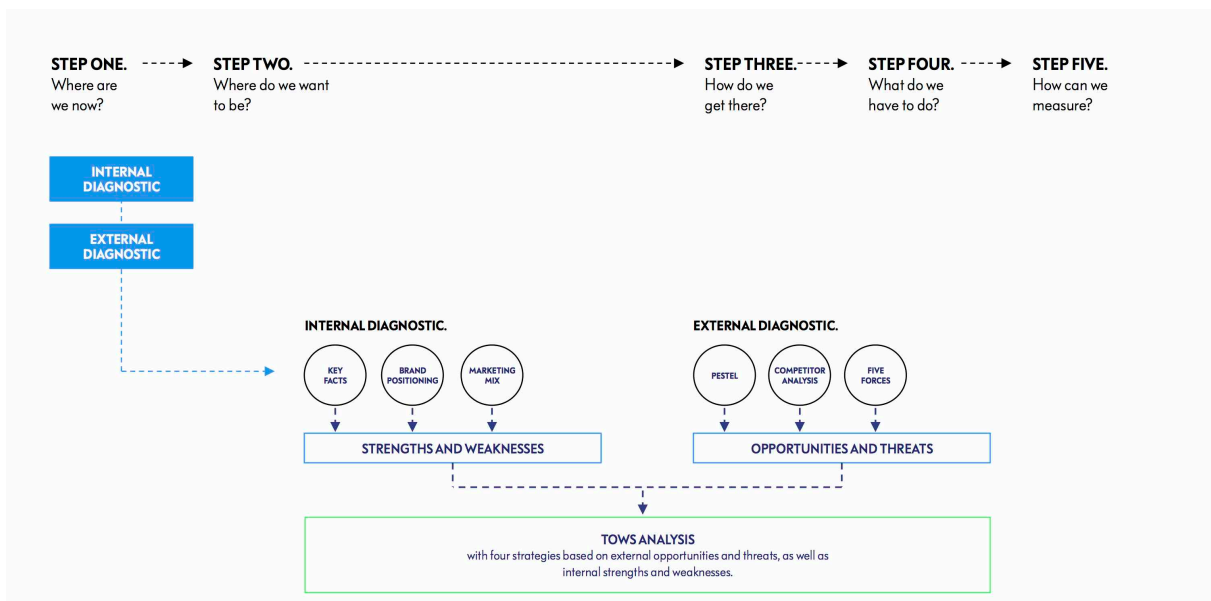 STEP ONE.
Where are
we now?
STEP TWO.
Where do we want
to be?
STEP THREE.
How do we
get there?
STEP FOUR.
What do we
have to do?
STEP FIVE.
How can we
measure?
INTERNAL
DIAGNOSTIC
EXTERNAL
DIAGNOSTIC
INTERNAL DIAGNOSTIC.
KEY
FACTS
BRAND
POSITIONING
MARKETING
MIX
STRENGTHS AND WEAKNESSES
EXTERNAL DIAGNOSTIC.
PESTEL
COMPETITOR
ANALYSIS
FIVE
FORCES
OPPORTUNITIES AND THREATS
TOWS ANALYSIS
with four strategies based on external opportunities and threats, as well as
internal strengths and weaknesses.